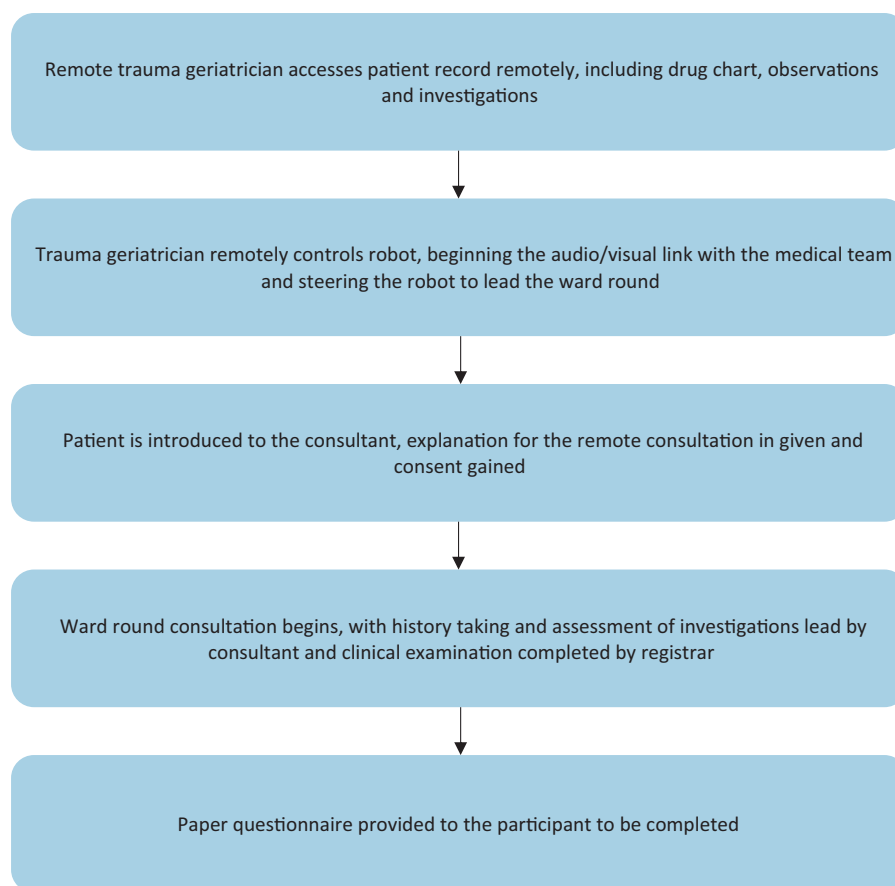 Remote trauma geriatrician accesses patient record remotely, including drug chart, observations
and investigations
Trauma geriatrician remotely controls robot, beginning the audio/visual link with the medical team
and steering the robot to lead the ward round
Patient is introduced to the consultant, explanation for the remote consultation in given and
consent gained
Ward round consultation begins, with history taking and assessment of investigations lead by
consultant and clinical examination completed by registrar
Paper questionnaire provided to the participant to be completed